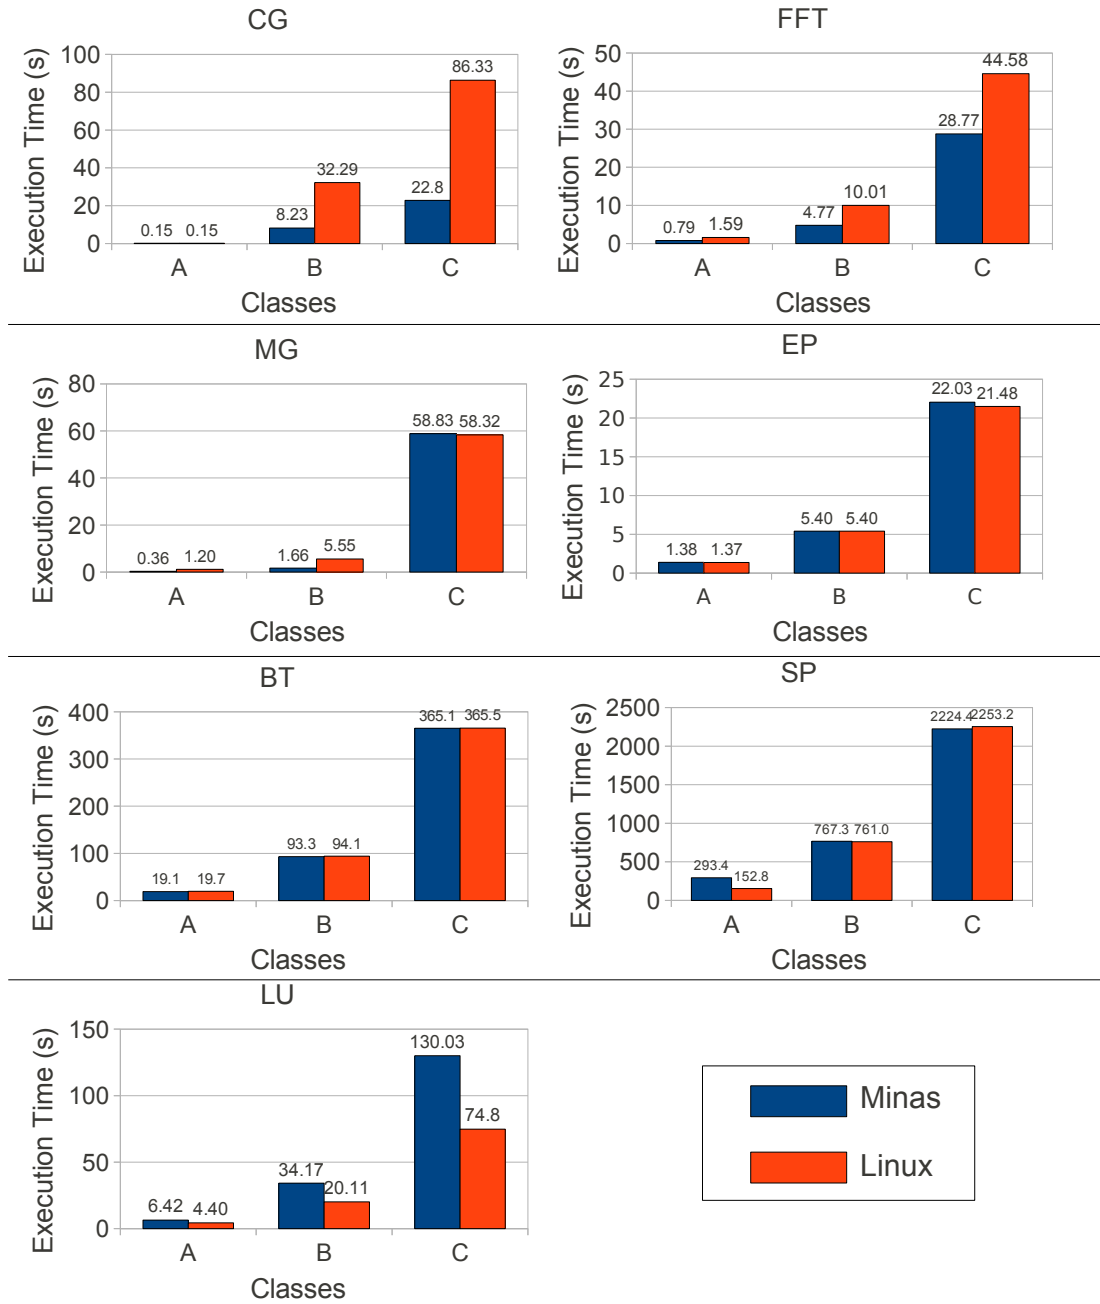 CG
Execution Time (s)
100
80
60
40
20
0
0.15 0.15
8.23
32.29
22.8
86.33
A B C
Classes
FFT
Execution Time (s)
50
40
30
20
10
0
0.79 1.59
4.77
10.01
28.77
44.58
A B C
Classes
MG
Execution Time (s)
80
60
40
20
0
0.36 1.20
1.66
5.55
58.83 58.32
A B C
Classes
EP
Execution Time (s)
25
20
15
10
5
0
1.38 1.37
5.40 5.40
22.03 21.48
A B C
Classes
BT
Execution Time (s)
400
300
200
100
0
19.1 19.7
93.3 94.1
365.1 365.5
A B C
Classes
SP
Execution Time (s)
2500
2000
1500
1000
500
0
293.4
152.8
767.3 761.0
2224.4 2253.2
A B C
Classes
LU
Execution Time (s)
150
100
50
0
6.42 4.40
34.17
20.11
130.03
74.8
A B C
Classes
Minas
Linux